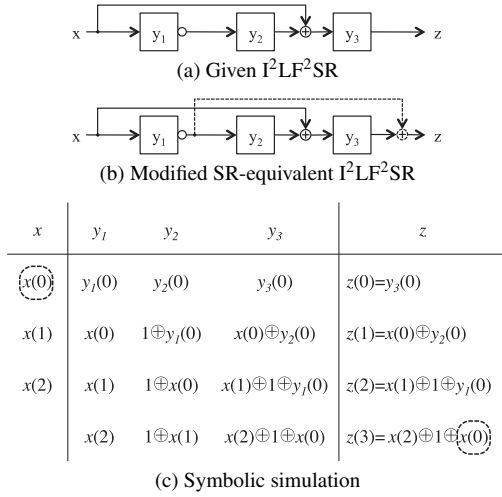 x y₁ y₂ ⊕ y₃ z
(a) Given I²LF²SR
x y₁ y₂ ⊕ y₃ ⊕ z
(b) Modified SR-equivalent I²LF²SR
x y₁ y₂ y₃ z
x(0) y₁(0) y₂(0) y₃(0) z(0)=y₃(0)
x(1) x(0) 1⊕y₁(0) x(0)⊕y₂(0) z(1)=x(0)⊕y₂(0)
x(2) x(1) 1⊕x(0) x(1)⊕1⊕y₁(0) z(2)=x(1)⊕1⊕y₁(0)
x(2) 1⊕x(1) x(2)⊕1⊕x(0) z(3)=x(2)⊕1⊕x(0)
(c) Symbolic simulation